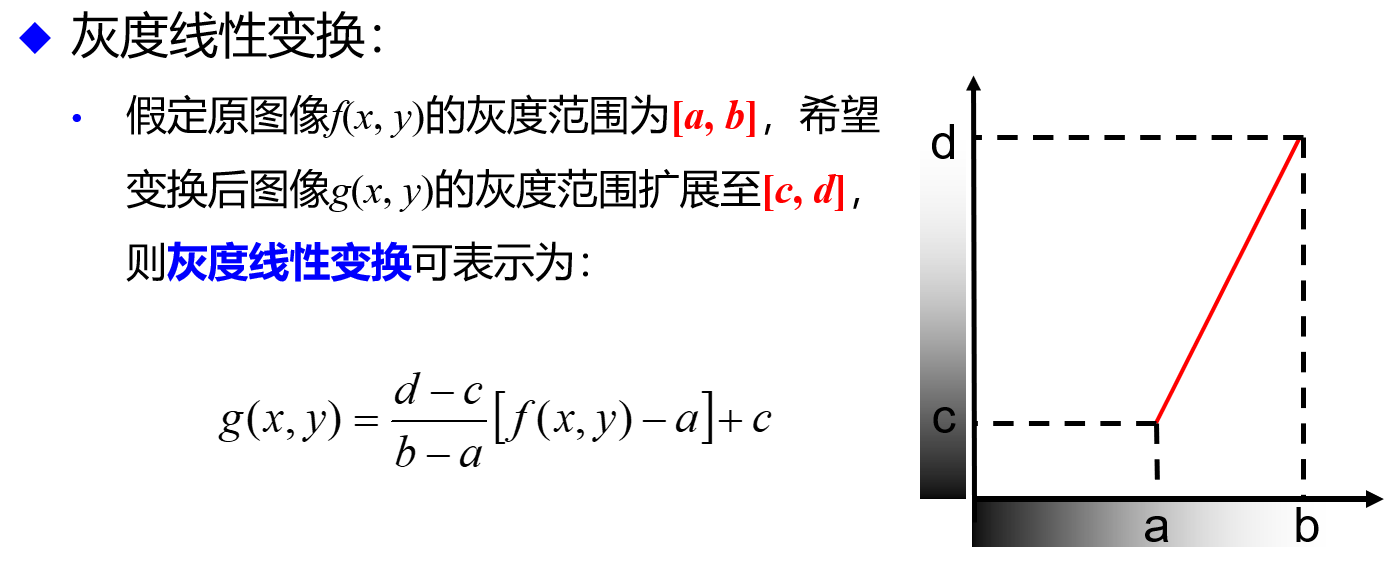 ◆ 灰度线性变换：
• 假定原图像f(x, y)的灰度范围为[a, b]，希望
变换后图像g(x, y)的灰度范围扩展至[c, d]，
则灰度线性变换可表示为：
g(x, y) = \frac{d − c}{b − a}[f(x, y) − a] + c
d
c
a
b